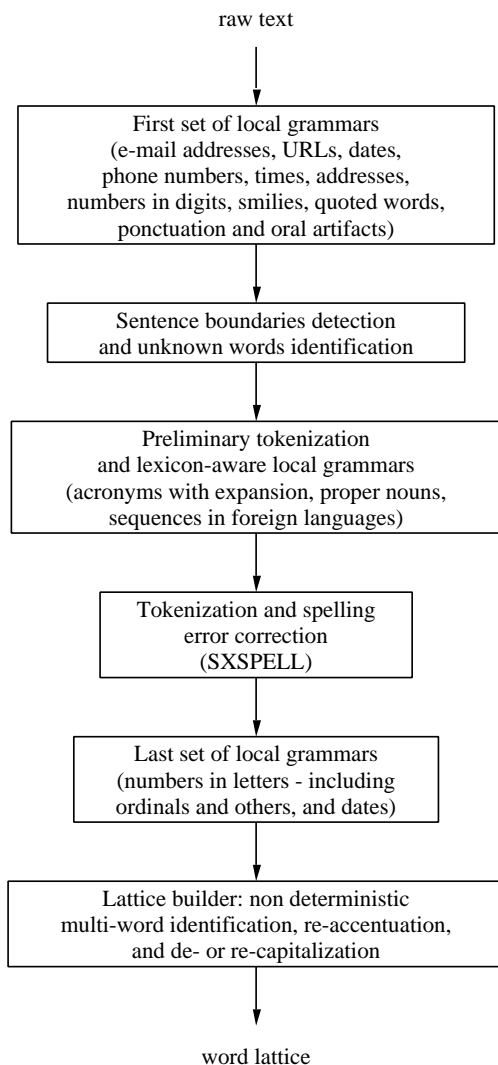 raw text
First set of local grammars
(e-mail addresses, URLs, dates,
phone numbers, times, addresses,
numbers in digits, smilies, quoted words,
ponctuation and oral artifacts)
Sentence boundaries detection
and unknown words identification
Preliminary tokenization
and lexicon-aware local grammars
(acronyms with expansion, proper nouns,
sequences in foreign languages)
Tokenization and spelling
error correction
(SXSPELL)
Last set of local grammars
(numbers in letters - including
ordinals and others, and dates)
Lattice builder: non deterministic
multi-word identification, re-accentuation,
and de- or re-capitalization
word lattice